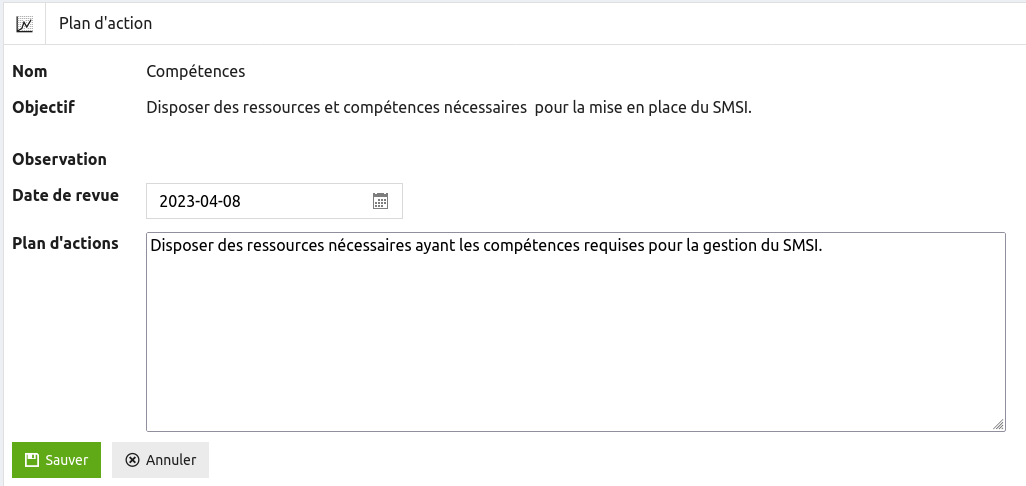 Plan d'action
Nom Compétences
Objectif Disposer des ressources et compétences nécessaires  pour la mise en place du SMSI.
Observation
Date de revue 2023-04-08
Plan d'actions Disposer des ressources nécessaires ayant les compétences requises pour la gestion du SMSI.
Sauver Annuler